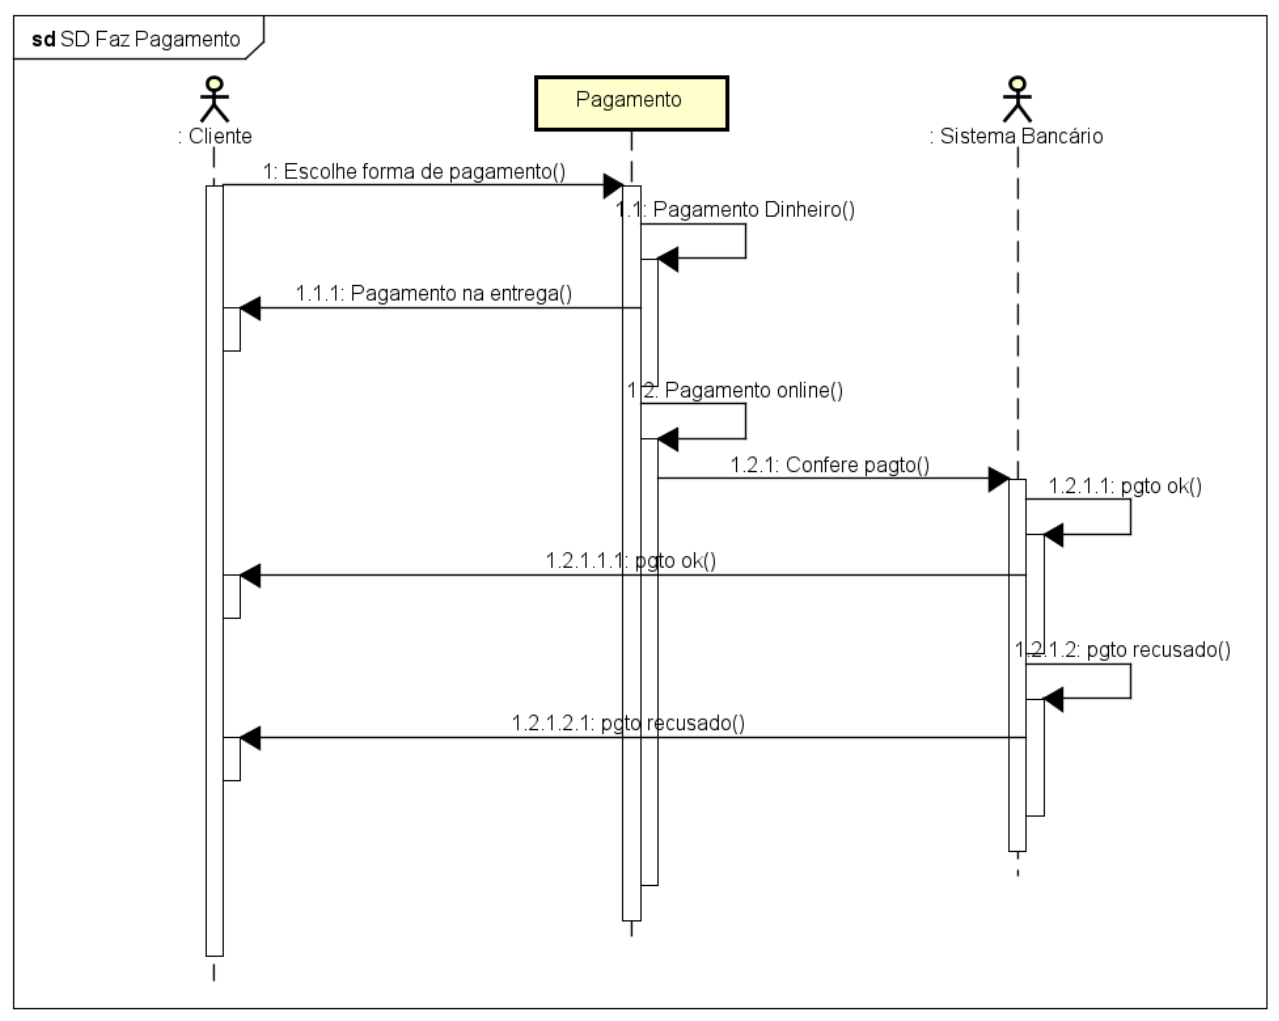 sd SD Faz Pagamento
: Cliente
Pagamento
: Sistema Bancário
1: Escolhe forma de pagamento()
1.1: Pagamento Dinheiro()
1.1.1: Pagamento na entrega()
1.2: Pagamento online()
1.2.1: Confere pagto()
1.2.1.1: pgto ok()
1.2.1.1.1: pgto ok()
1.2.1.2: pgto recusado()
1.2.1.2.1: pgto recusado()